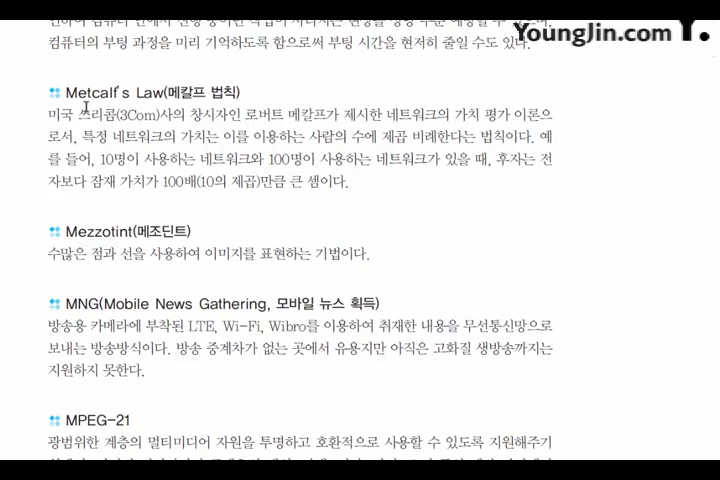 YoungJin.com Y.
컴퓨터의 부팅 과정을 미리 기억하도록 함으로써 부팅 시간을 현저히 줄일 수도 있다.
Metcalf's Law(메칼프 법칙)
미국 쓰리콤(3Com)사의 창시자인 로버트 메칼프가 제시한 네트워크의 가치 평가 이론으
로서, 특정 네트워크의 가치는 이를 이용하는 사람의 수에 제곱 비례한다는 법칙이다. 예
를 들어, 10명이 사용하는 네트워크와 100명이 사용하는 네트워크가 있을 때, 후자는 전
자보다 잠재 가치가 100배(10의 제곱)만큼 큰 셈이다.
Mezzotint(메조딘트)
수많은 점과 선을 사용하여 이미지를 표현하는 기법이다.
MNG(Mobile News Gathering, 모바일 뉴스 획득)
방송용 카메라에 부착된 LTE, Wi-Fi, Wibro를 이용하여 취재한 내용을 무선통신망으로
보내는 방송방식이다. 방송 중계차가 없는 곳에서 유용지만 아직은 고화질 생방송까지는
지원하지 못한다.
MPEG-21
광범위한 계층의 멀티미디어 자원을 투명하고 호환적으로 사용할 수 있도록 지원해주기